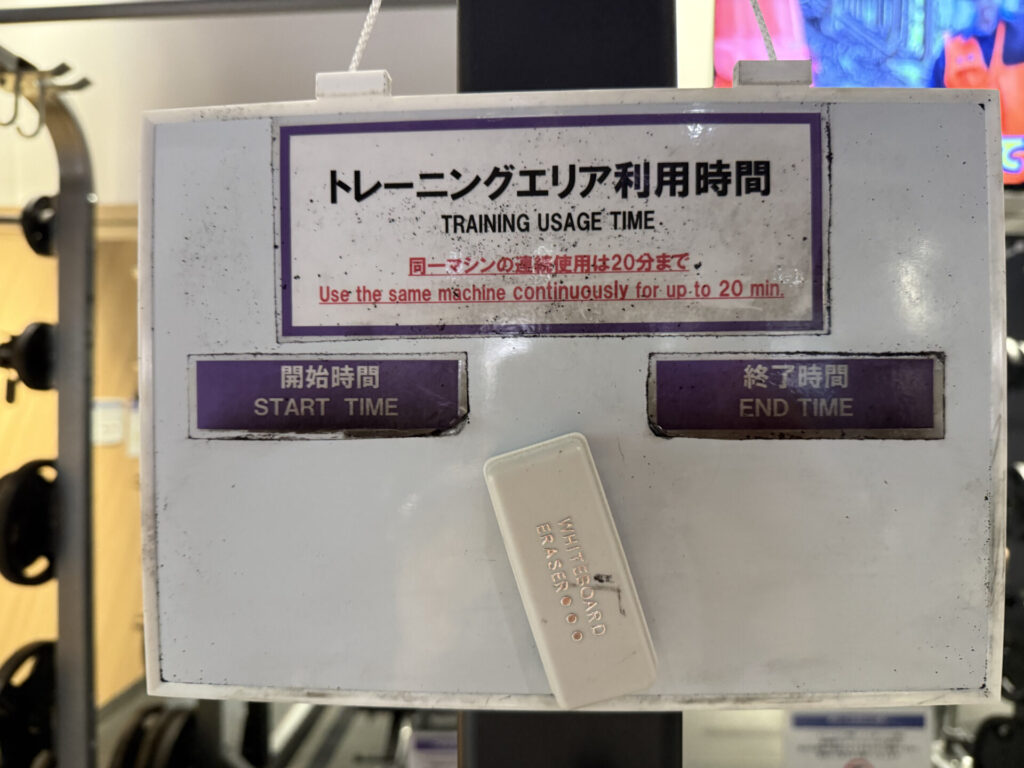 トレーニングエリア利用時間
TRAINING USAGE TIME
同一マシンの連続使用は20分まで
Use the same machine continuously for up to 20 min.
開始時間
START TIME
終了時間
END TIME
WHITEBOARD
ERASER